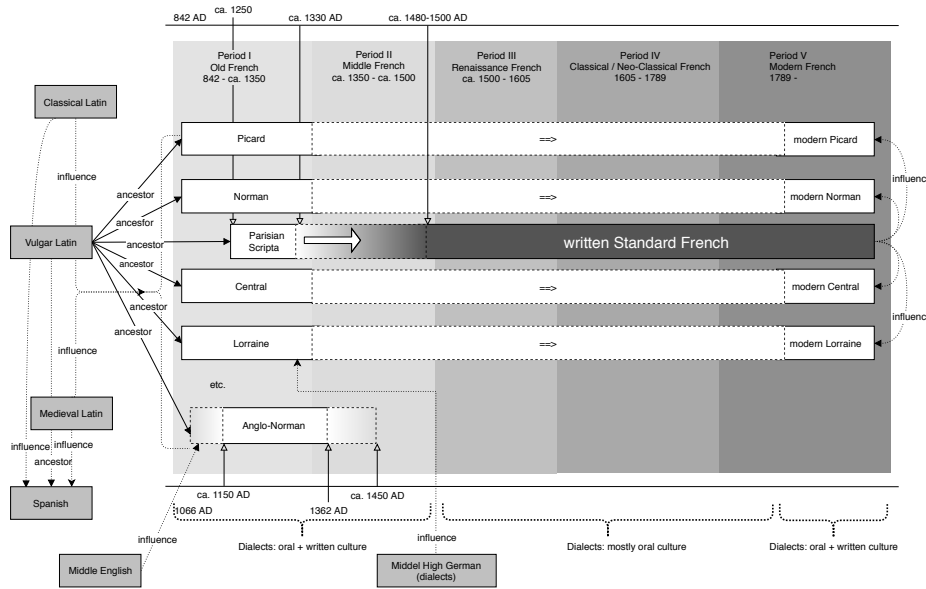 842 AD
ca. 1250
ca. 1330 AD
ca. 1480-1500 AD
Period I
Old French
842 - ca. 1350
Period II
Middle French
ca. 1350 - ca. 1500
Period III
Renaissance French
ca. 1500 - 1605
Period IV
Classical / Neo-Classical French
1605 - 1789
Period V
Modern French
1789 -
Classical Latin
influence
Picard
==>
modern Picard
ancestor
influenc
Norman
==>
modern Norman
ancesfor
Vulgar Latin
ancestor
Parisian
Scripta
written Standard French
ancestor
Central
==>
modern Central
ancestor
influenc
ancestor
Lorraine
==>
modern Lorraine
influence
etc.
Medieval Latin
Anglo-Norman
influence
influence
ancestor
Spanish
ca. 1150 AD
ca. 1450 AD
1066 AD
1362 AD
influence
influence
Dialects: oral + written culture
Dialects: mostly oral culture
Dialects: oral + written culture
Middle English
Middel High German
(dialects)